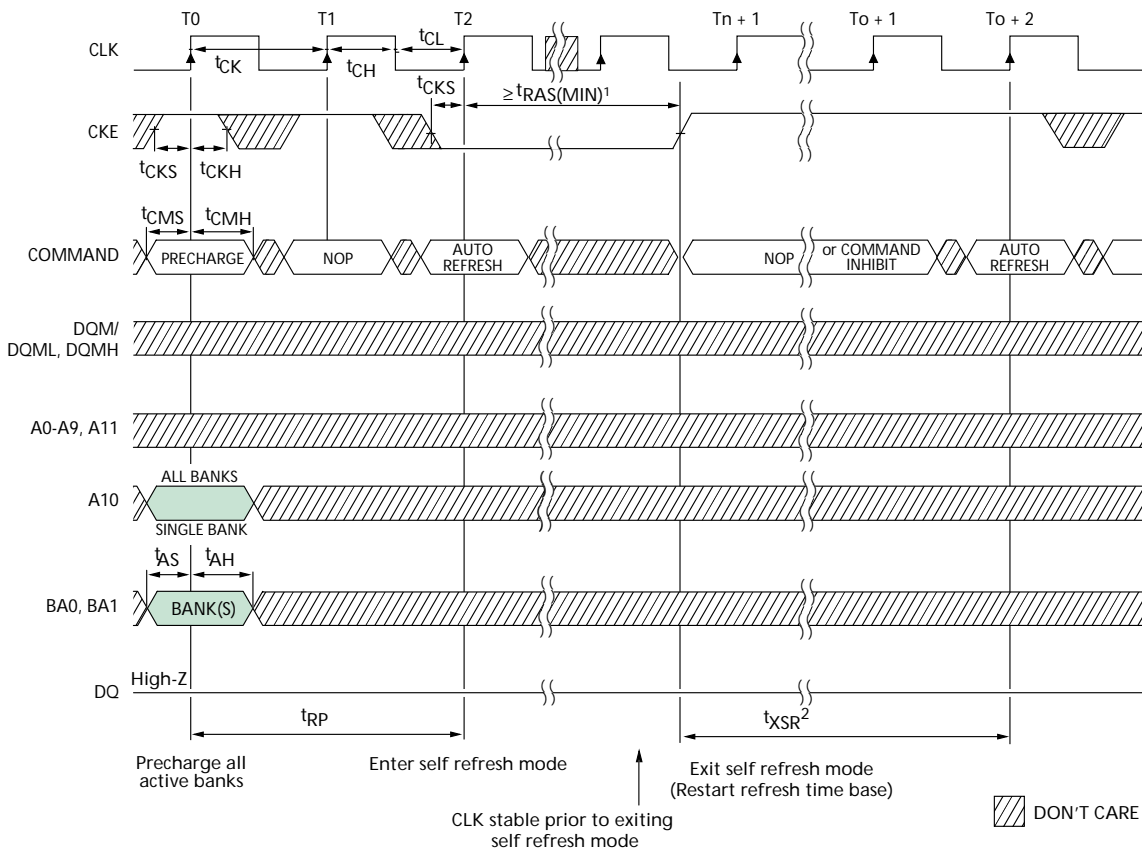 T0 T1 T2 Tn + 1 To + 1 To + 2
CLK
tCK
tCH
tCL
tCKS
≥tRAS(MIN)¹
CKE
tCKS
tCKH
tCMS
tCMH
COMMAND
PRECHARGE
NOP
AUTO
REFRESH
NOP
or COMMAND
INHIBIT
AUTO
REFRESH
DQM/
DQML, DQMH
A0-A9, A11
A10
ALL BANKS
SINGLE BANK
tAS
tAH
BA0, BA1
BANK(S)
DQ
High-Z
tRP
tXSR²
Precharge all
active banks
Enter self refresh mode
CLK stable prior to exiting
self refresh mode
Exit self refresh mode
(Restart refresh time base)
DON'T CARE